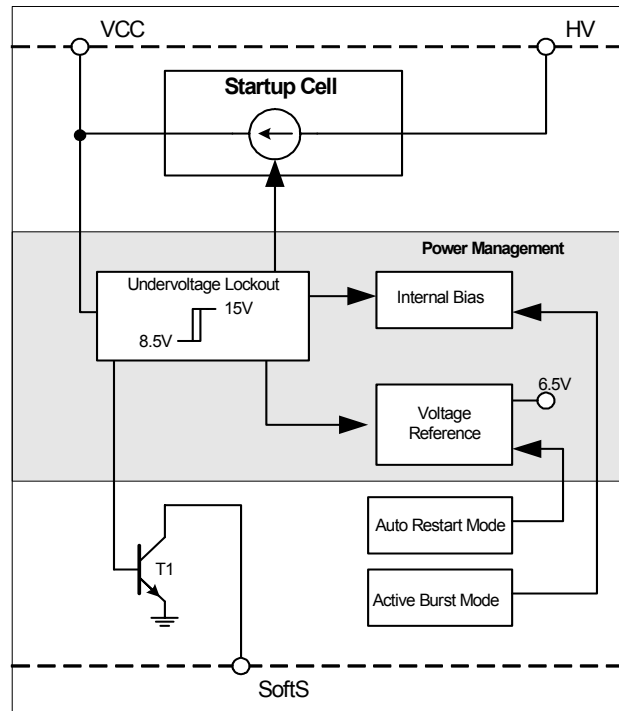 VCC
HV
Startup Cell
Power Management
Undervoltage Lockout
15V
8.5V
Internal Bias
6.5V
Voltage
Reference
Auto Restart Mode
T1
Active Burst Mode
SoftS